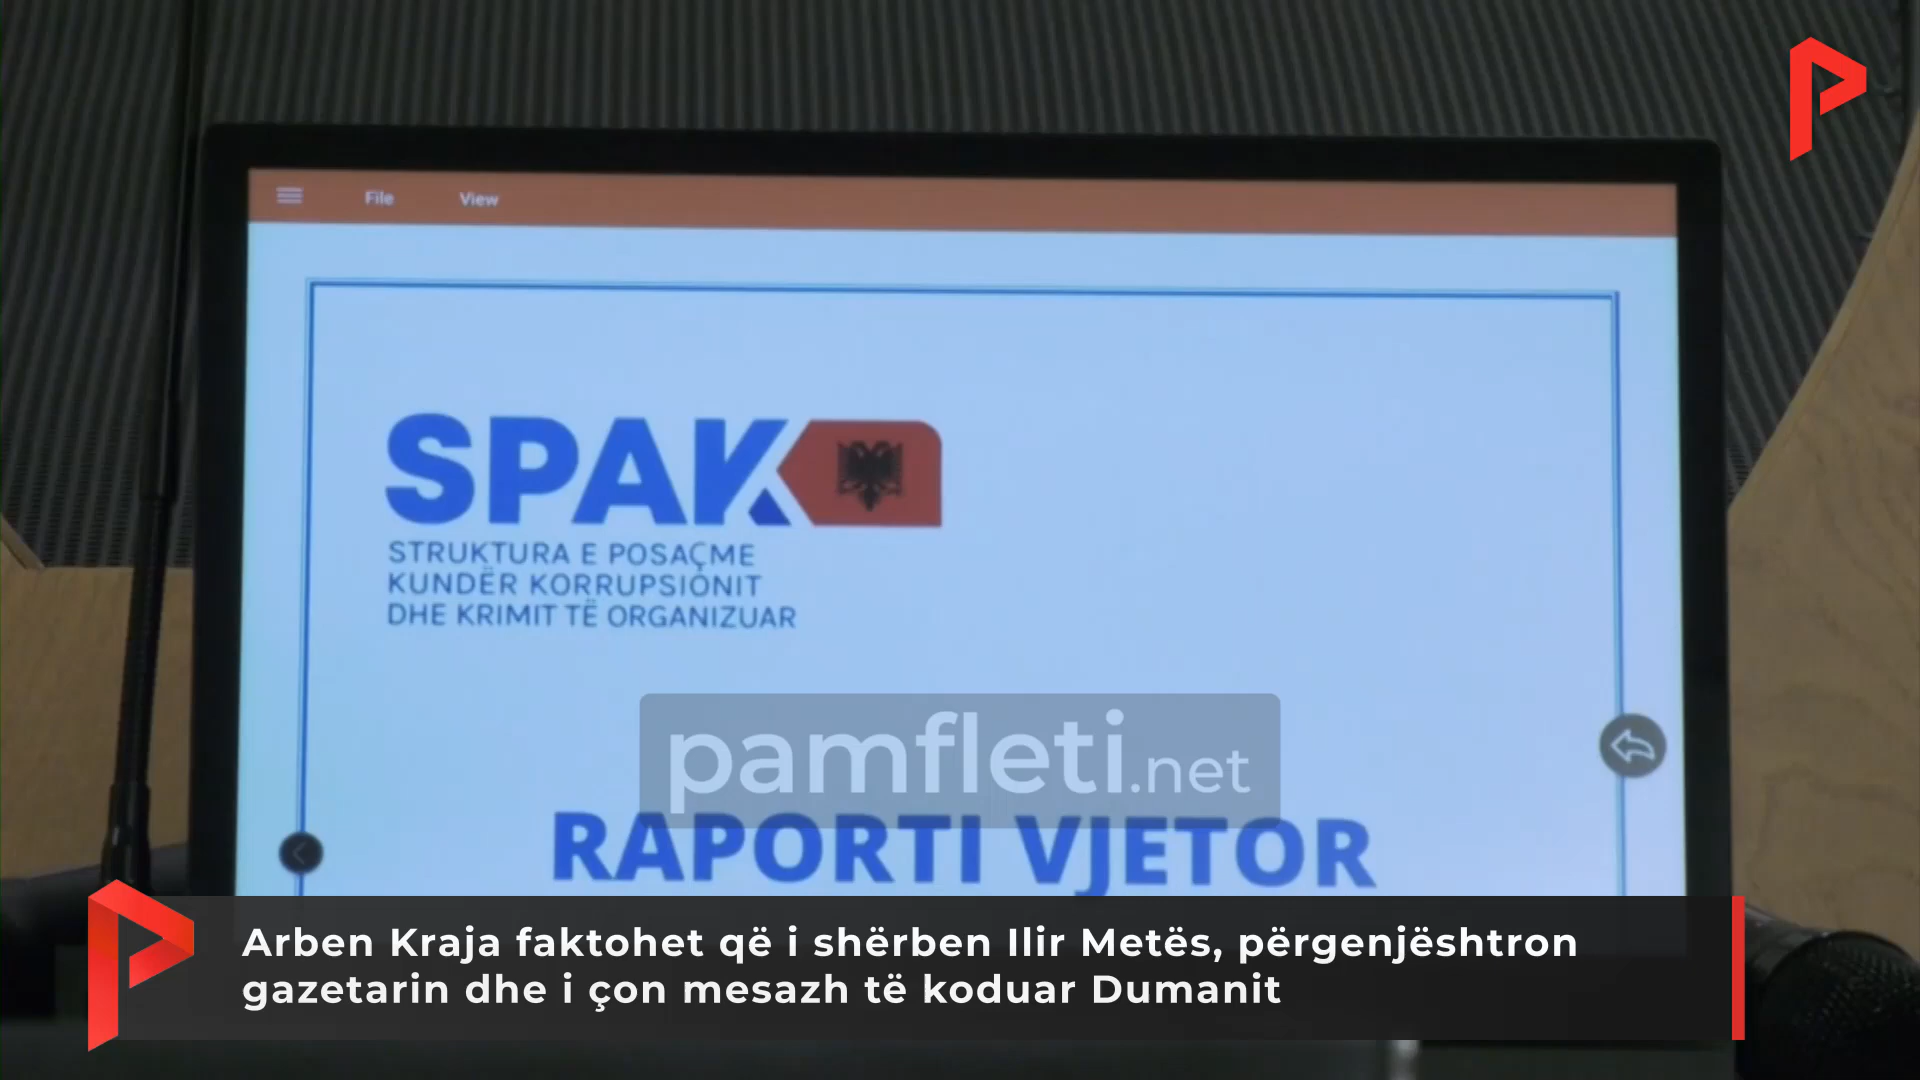 File View
SPAK
STRUKTURA E POSAÇME
KUNDËR KORRUPSIONIT
DHE KRIMIT TË ORGANIZUAR
pamfleti.net
RAPORTI VJETOR
Arben Kraja faktohet që i shërben Ilir Metës, përgenjështron
gazetarin dhe i çon mesazh të koduar Dumanit